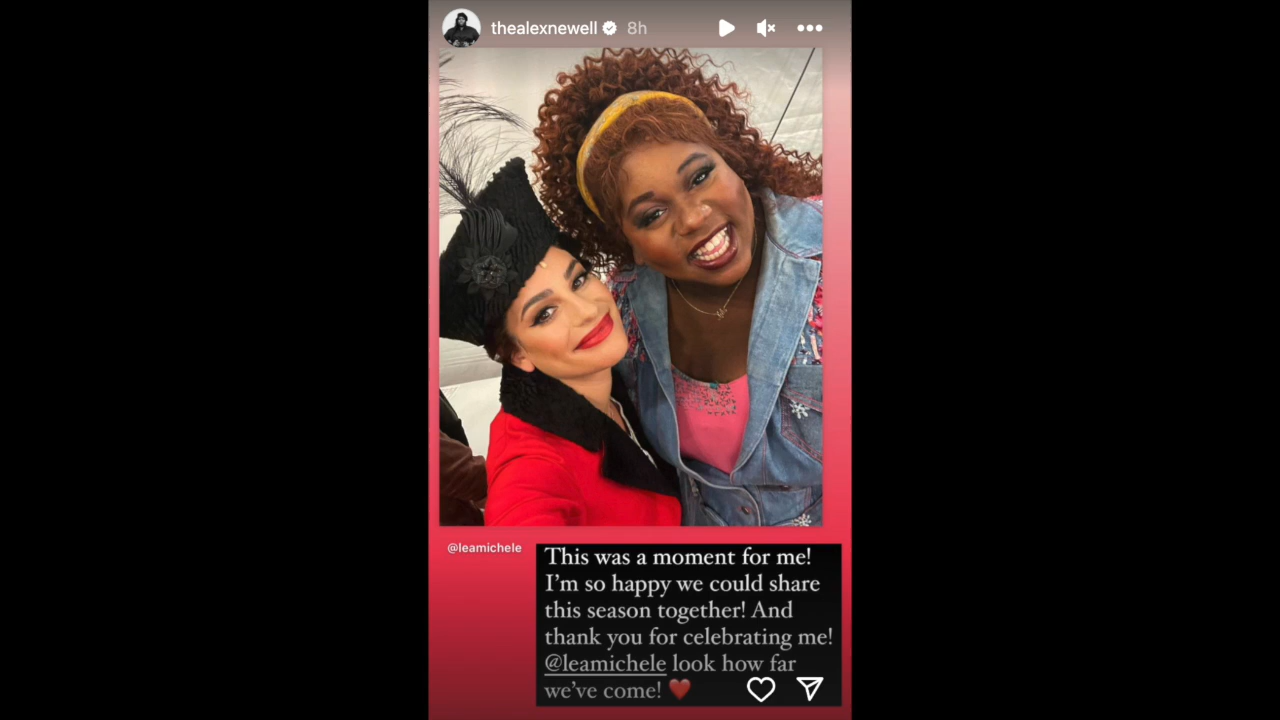 thealexnewell 8h
@leamichele
This was a moment for me!
I'm so happy we could share
this season together! And
thank you for celebrating me!
@leamichele look how far
we've come! ❤️